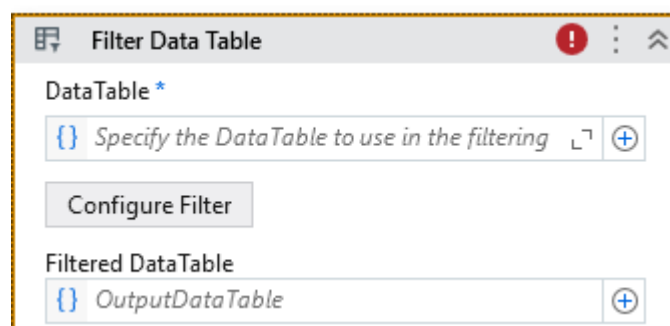 Filter Data Table
DataTable *
{} Specify the DataTable to use in the filtering
Configure Filter
Filtered DataTable
{} OutputDataTable